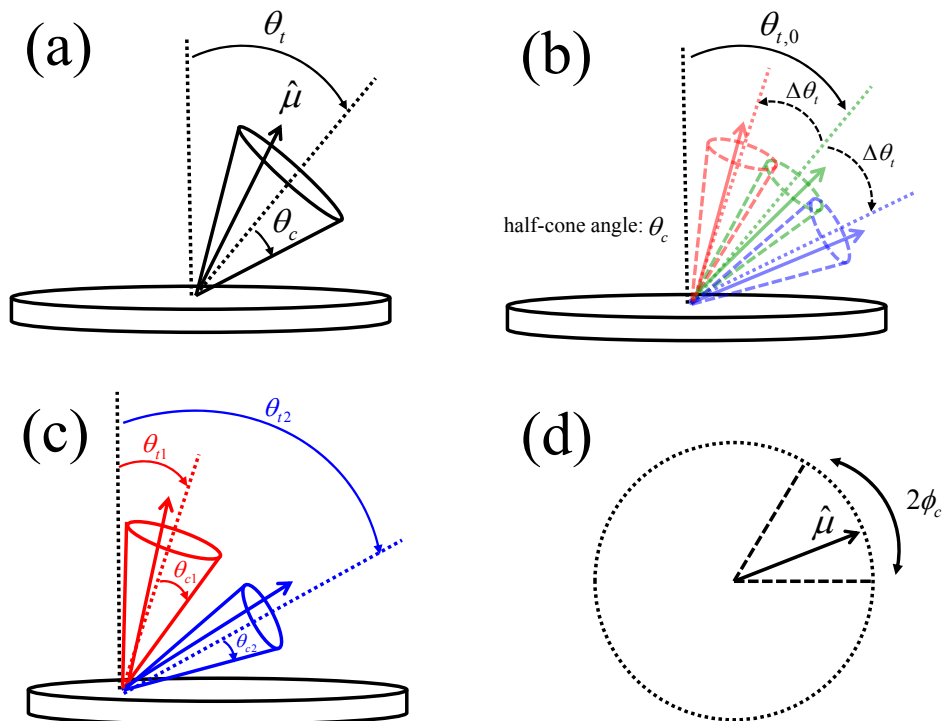 (a)
θ_t
μ̂
θ_c
(b)
θ_{t,0}
Δθ_t
Δθ_t
half-cone angle: θ_c
(c)
θ_{t2}
θ_{t1}
θ_{c1}
θ_{c2}
(d)
2ϕ_c
μ̂